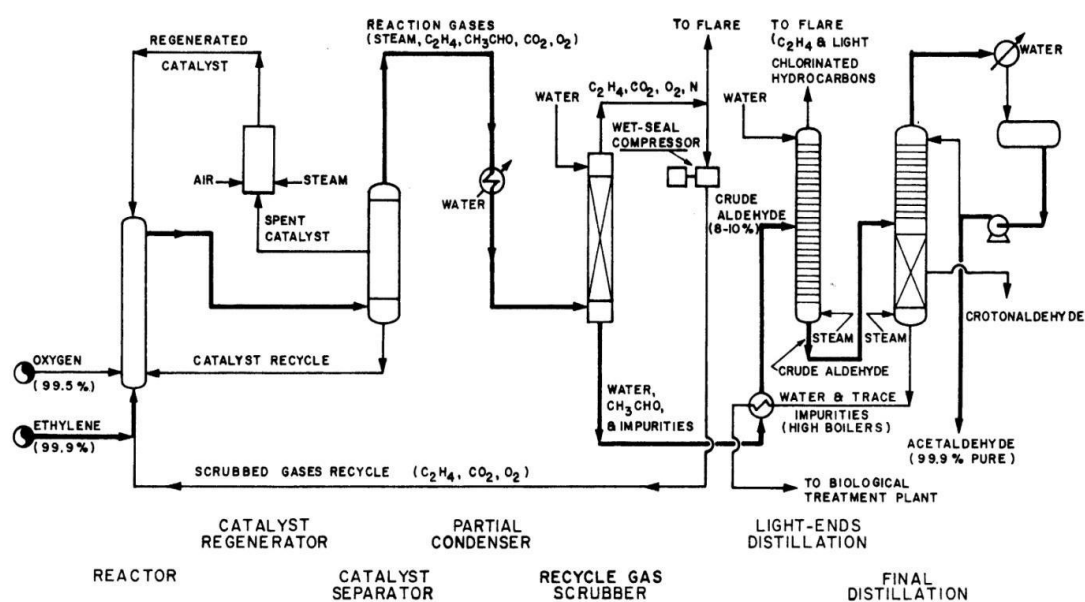 REACTION GASES
(STEAM, C2H4, CH3CHO, CO2, O2)
REGENERATED
CATALYST
AIR
STEAM
SPENT
CATALYST
WATER
TO FLARE
C2H4, CO2, O2, N
WATER
WET-SEAL
COMPRESSOR
TO FLARE
(C2H4 & LIGHT
CHLORINATED
HYDROCARBONS
WATER
WATER
CRUDE
ALDEHYDE
(8-10%)
OXYGEN
(99.5%)
CATALYST RECYCLE
ETHYLENE
(99.9%)
WATER,
CH3CHO,
& IMPURITIES
STEAM
STEAM
CRUDE ALDEHYDE
CROTONALDEHYDE
WATER & TRACE
IMPURITIES
(HIGH BOILERS)
ACETALDEHYDE
(99.9% PURE)
SCRUBBED GASES RECYCLE (C2H4, CO2, O2)
TO BIOLOGICAL
TREATMENT PLANT
CATALYST
REGENERATOR
PARTIAL
CONDENSER
LIGHT-ENDS
DISTILLATION
REACTOR
CATALYST
SEPARATOR
RECYCLE GAS
SCRUBBER
FINAL
DISTILLATION